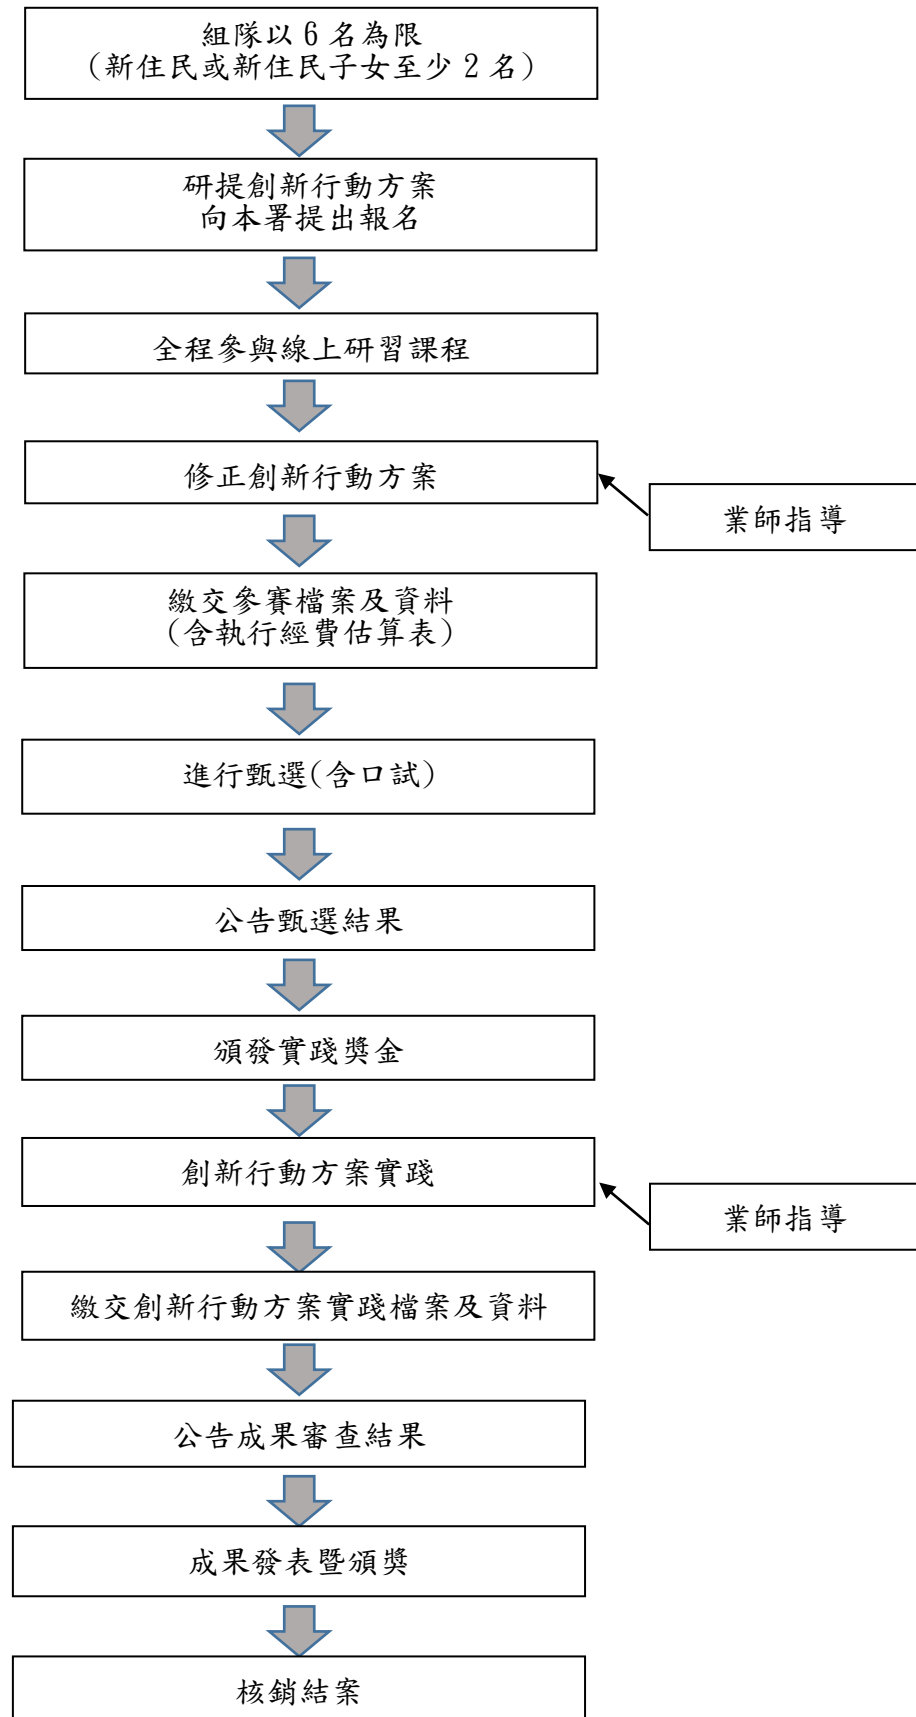 組隊以 6 名為限
(新住民或新住民子女至少 2 名)
研提創新行動方案
向本署提出報名
全程參與線上研習課程
修正創新行動方案
業師指導
繳交參賽檔案及資料
(含執行經費估算表)
進行甄選(含口試)
公告甄選結果
頒發實踐獎金
創新行動方案實踐
業師指導
繳交創新行動方案實踐檔案及資料
公告成果審查結果
成果發表暨頒獎
核銷結案